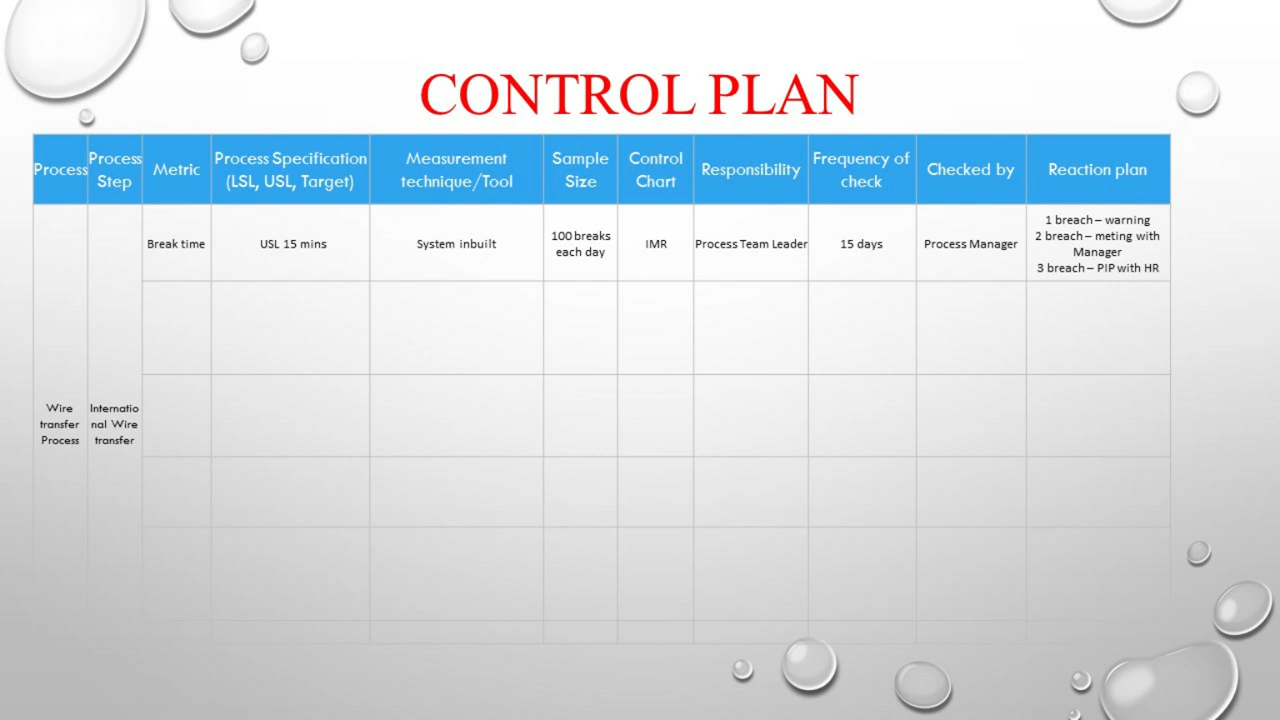 CONTROL PLAN
Process
Process
Step
Metric
Process Specification
(LSL, USL, Target)
Measurement
technique/Tool
Sample
Size
Control
Chart
Responsibility
Frequency of
check
Checked by
Reaction plan
Wire
transfer
Process
Internatio
nal Wire
transfer
Break time
USL 15 mins
System inbuilt
100 breaks
each day
IMR
Process Team Leader
15 days
Process Manager
1 breach – warning
2 breach – meting with
Manager
3 breach – PIP with HR